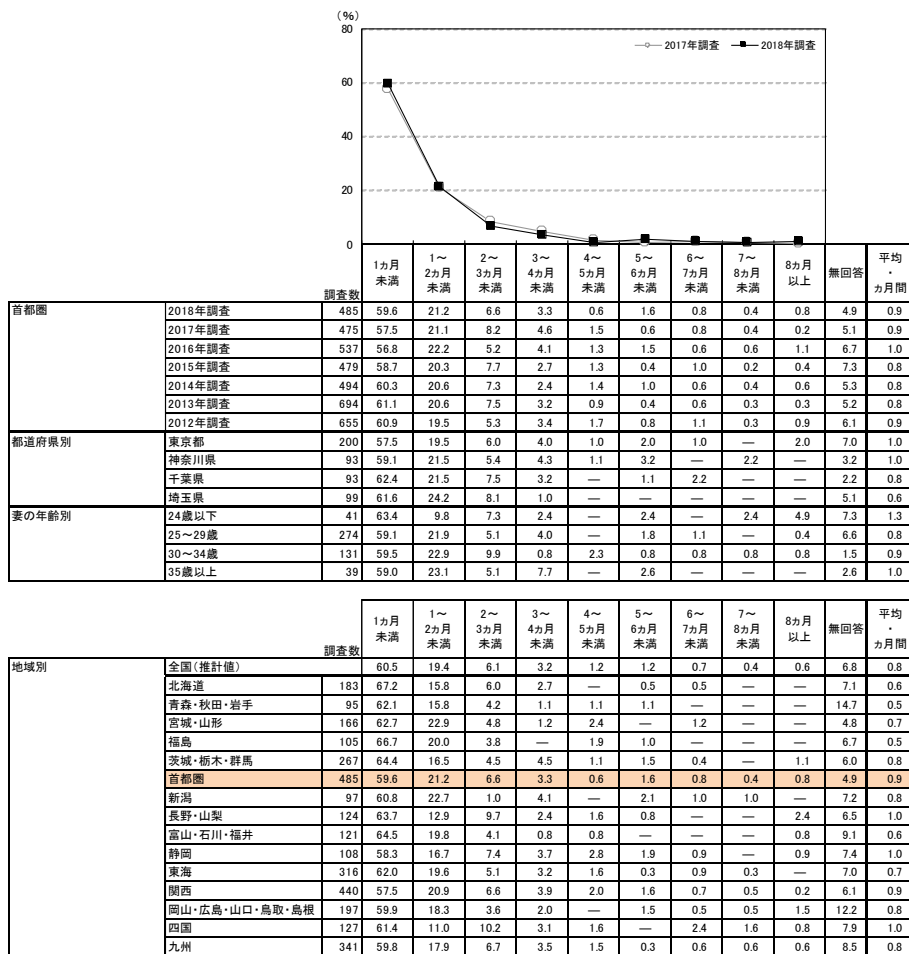 （％）
80
60
40
20
0
2017年調査 2018年調査
調査数 1ヵ月未満 1～2ヵ月未満 2～3ヵ月未満 3～4ヵ月未満 4～5ヵ月未満 5～6ヵ月未満 6～7ヵ月未満 7～8ヵ月未満 8ヵ月以上 無回答 平均・ヵ月間
首都圏 2018年調査 485 59.6 21.2 6.6 3.3 0.6 1.6 0.8 0.4 0.8 4.9 0.9
2017年調査 475 57.5 21.1 8.2 4.6 1.5 0.6 0.8 0.4 0.2 5.1 0.9
2016年調査 537 56.8 22.2 5.2 4.1 1.3 1.5 0.6 0.6 1.1 6.7 1.0
2015年調査 479 58.7 20.3 7.7 2.7 1.3 0.4 1.0 0.2 0.4 7.3 0.8
2014年調査 494 60.3 20.6 7.3 2.4 1.4 1.0 0.6 0.4 0.6 5.3 0.8
2013年調査 694 61.1 20.6 7.5 3.2 0.9 0.4 0.6 0.3 0.3 5.2 0.8
2012年調査 655 60.9 19.5 5.3 3.4 1.7 0.8 1.1 0.3 0.9 6.1 0.9
都道府県別 東京都 200 57.5 19.5 6.0 4.0 1.0 2.0 1.0 ― 2.0 7.0 1.0
神奈川県 93 59.1 21.5 5.4 4.3 1.1 3.2 ― 2.2 ― 3.2 1.0
千葉県 93 62.4 21.5 7.5 3.2 ― 1.1 2.2 ― ― 2.2 0.8
埼玉県 99 61.6 24.2 8.1 1.0 ― ― ― ― ― 5.1 0.6
妻の年齢別 24歳以下 41 63.4 9.8 7.3 2.4 ― 2.4 ― 2.4 4.9 7.3 1.3
25～29歳 274 59.1 21.9 5.1 4.0 ― 1.8 1.1 ― 0.4 6.6 0.8
30～34歳 131 59.5 22.9 9.9 0.8 2.3 0.8 0.8 0.8 0.8 1.5 0.9
35歳以上 39 59.0 23.1 5.1 7.7 ― 2.6 ― ― ― 2.6 1.0
調査数 1ヵ月未満 1～2ヵ月未満 2～3ヵ月未満 3～4ヵ月未満 4～5ヵ月未満 5～6ヵ月未満 6～7ヵ月未満 7～8ヵ月未満 8ヵ月以上 無回答 平均・ヵ月間
地域別 全国（推計値） 60.5 19.4 6.1 3.2 1.2 1.2 0.7 0.4 0.6 6.8 0.8
北海道 183 67.2 15.8 6.0 2.7 ― 0.5 0.5 ― ― 7.1 0.6
青森・秋田・岩手 95 62.1 15.8 4.2 1.1 1.1 1.1 1.1 ― ― 14.7 0.5
宮城・山形 166 62.7 22.9 4.8 1.2 2.4 ― 1.2 ― ― 4.8 0.7
福島 105 66.7 20.0 3.8 ― 1.9 1.0 ― ― ― 6.7 0.5
茨城・栃木・群馬 267 64.4 16.5 4.5 4.5 1.1 1.5 0.4 ― 1.1 6.0 0.8
首都圏 485 59.6 21.2 6.6 3.3 0.6 1.6 0.8 0.4 0.8 4.9 0.9
新潟 97 60.8 22.7 1.0 4.1 ― 2.1 1.0 1.0 ― 7.2 0.8
長野・山梨 124 63.7 12.9 9.7 2.4 1.6 0.8 ― ― 2.4 6.5 1.0
富山・石川・福井 121 64.5 19.8 4.1 0.8 0.8 ― ― ― 0.8 9.1 0.6
静岡 108 58.3 16.7 7.4 3.7 2.8 1.9 0.9 ― 0.9 7.4 1.0
東海 316 62.0 19.6 5.1 3.2 1.6 0.3 0.9 0.3 ― 7.0 0.7
関西 440 57.5 20.9 6.6 3.9 2.0 1.6 0.7 0.5 0.2 6.1 0.9
岡山・広島・山口・鳥取・島根 197 59.9 18.3 3.6 2.0 ― 1.5 0.5 0.5 1.5 12.2 0.8
四国 127 61.4 11.0 10.2 3.1 1.6 ― 2.4 1.6 0.8 7.9 1.0
九州 341 59.8 17.9 6.7 3.5 1.5 0.3 0.6 0.6 0.6 8.5 0.8